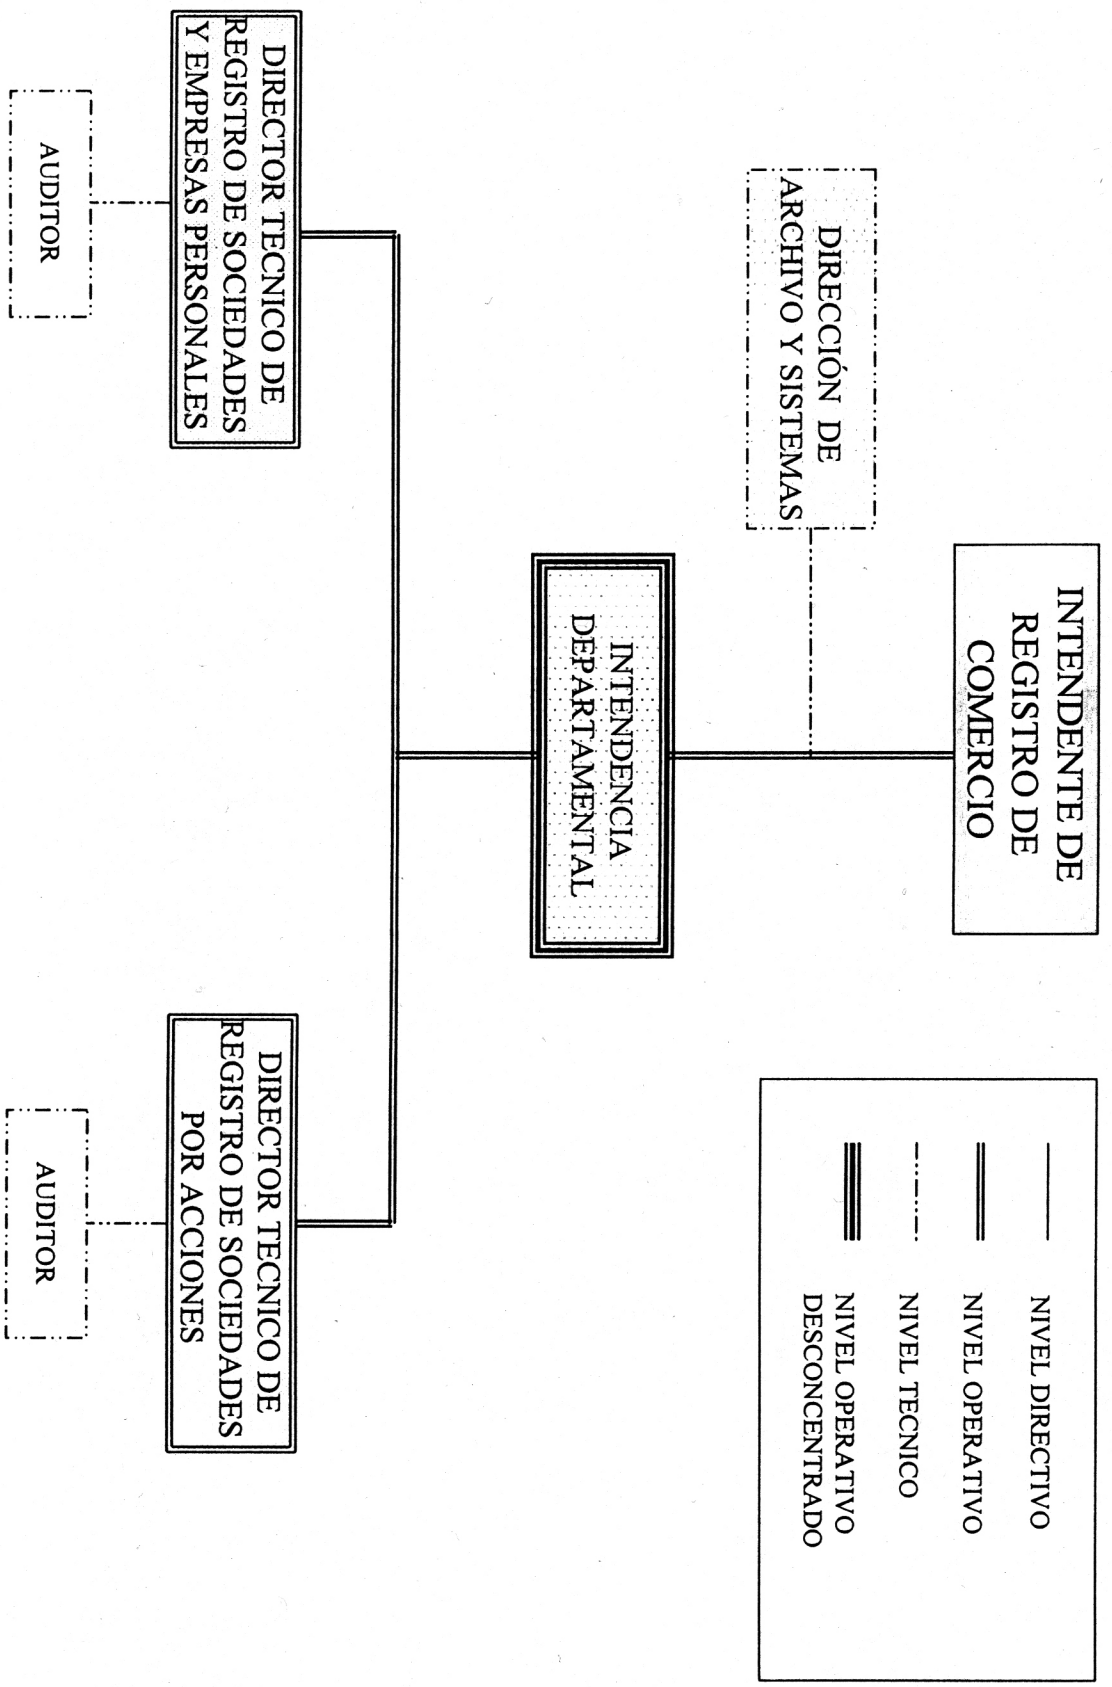 INTENDENTE DE
REGISTRO DE
COMERCIO
NIVEL DIRECTIVO
NIVEL OPERATIVO
NIVEL TECNICO
NIVEL OPERATIVO
DESCONCENTRADO
DIRECCIÓN DE
ARCHIVO Y SISTEMAS
INTENDENCIA
DEPARTAMENTAL
DIRECTOR TECNICO DE
REGISTRO DE SOCIEDADES
Y EMPRESAS PERSONALES
DIRECTOR TECNICO DE
REGISTRO DE SOCIEDADES
POR ACCIONES
AUDITOR
AUDITOR